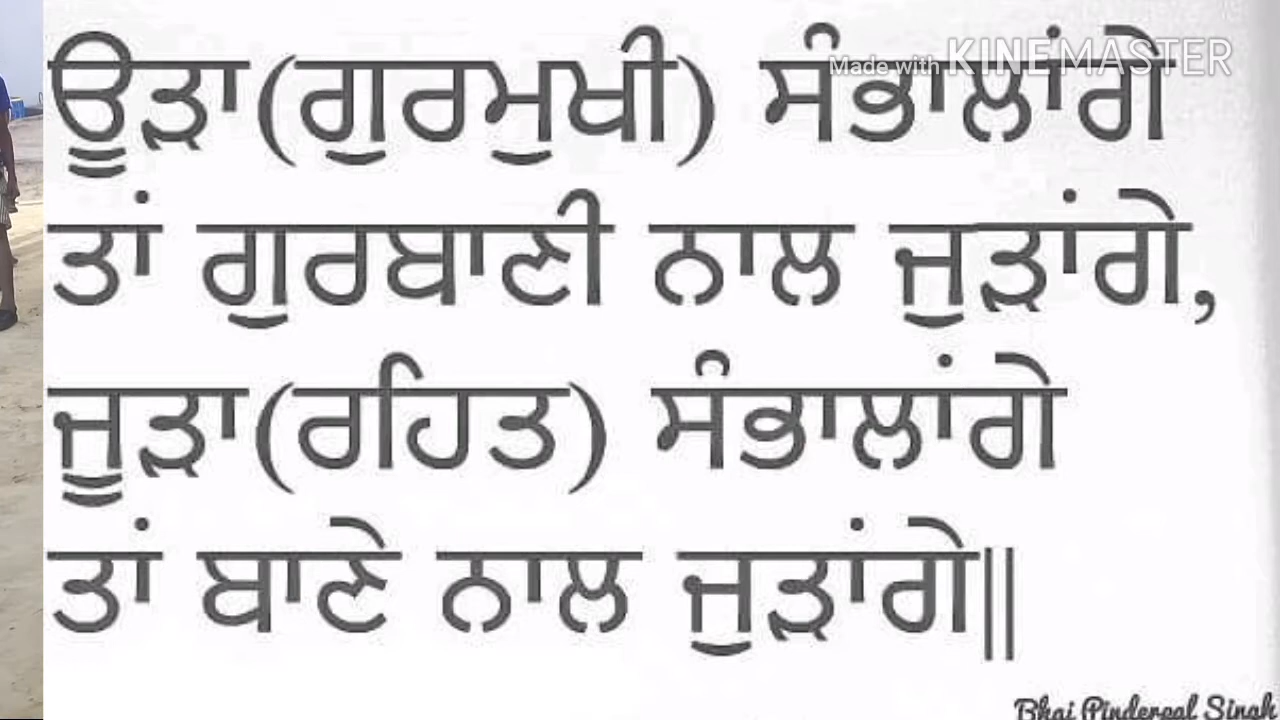 ਊੜਾ(ਗੁਰਮੁਖੀ) ਸੰਭਾਲਾਂਗੇ
Made with KINEMASTER
ਤਾਂ ਗੁਰਬਾਣੀ ਨਾਲ ਜੁੜਾਂਗੇ,
ਜੂੜਾ(ਰਹਿਤ) ਸੰਭਾਲਾਂਗੇ
ਤਾਂ ਬਾਣੇ ਨਾਲ ਜੁੜਾਂਗੇ||
Bhai Pinderpal Singh